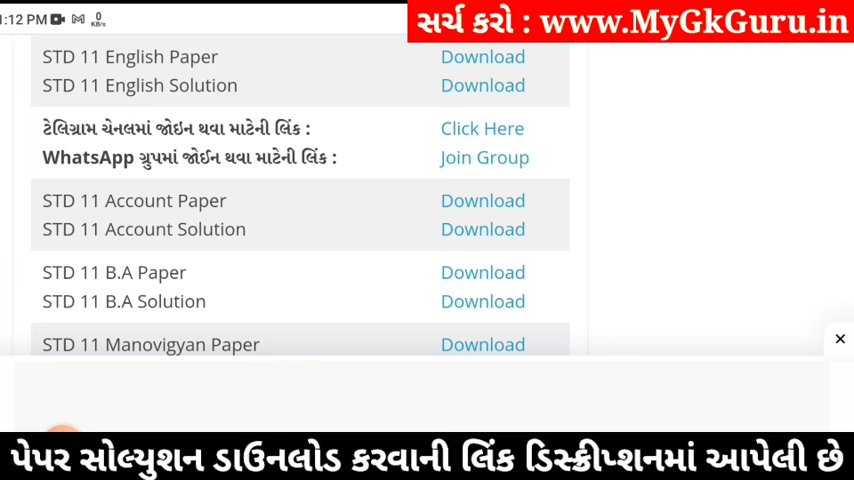 1:12 PM 0 KB/s
સર્ચ કરો : www.MyGkGuru.in
STD 11 English Paper Download
STD 11 English Solution Download
ટેલિગ્રામ ચેનલમાં જોઇન થવા માટેની લિંક : Click Here
WhatsApp ગ્રુપમાં જોઈન થવા માટેની લિંક : Join Group
STD 11 Account Paper Download
STD 11 Account Solution Download
STD 11 B.A Paper Download
STD 11 B.A Solution Download
STD 11 Manovigyan Paper Download
પેપર સોલ્યુશન ડાઉનલોડ કરવાની લિંક ડિસ્ક્રીપ્શનમાં આપેલી છે